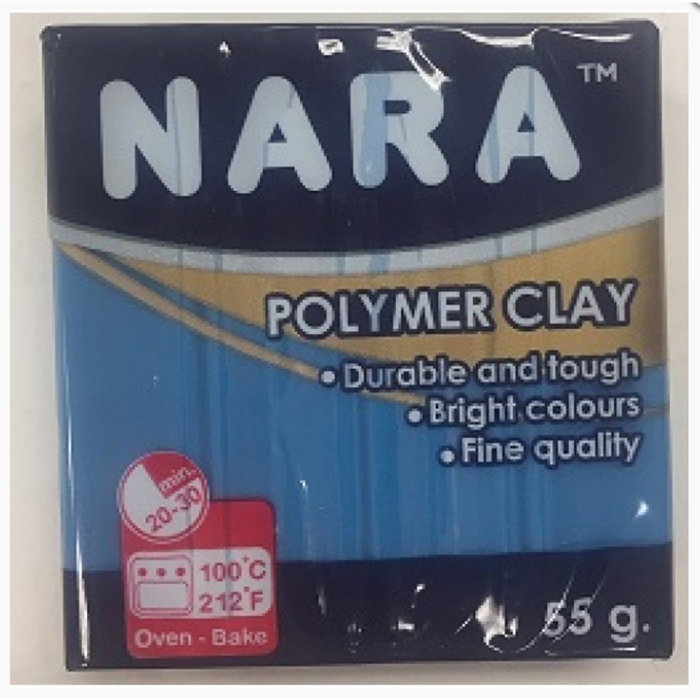 NARA™
POLYMER CLAY
• Durable and tough
• Bright colours
• Fine quality
min.
20-30
100°C
212°F
Oven - Bake
55 g.